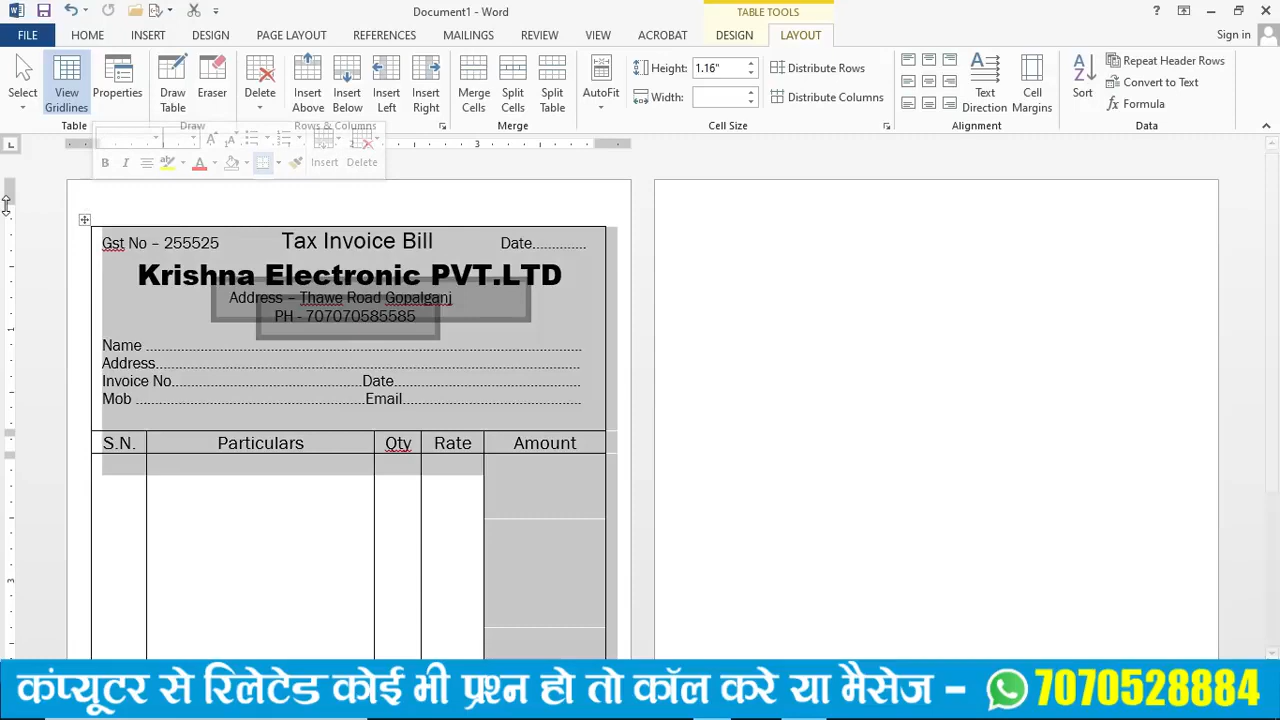 Document1 - Word
TABLE TOOLS
?
FILE
HOME
INSERT
DESIGN
PAGE LAYOUT
REFERENCES
MAILINGS
REVIEW
VIEW
ACROBAT
DESIGN
LAYOUT
Sign in
Select
View Gridlines
Properties
Draw Table
Eraser
Delete
Insert Above
Insert Below
Insert Left
Insert Right
Merge Cells
Split Cells
Split Table
AutoFit
Height: 1.16"
Width:
Distribute Rows
Distribute Columns
Text Direction
Cell Margins
Sort
Repeat Header Rows
Convert to Text
Formula
Table
Draw
Rows & Columns
Merge
Cell Size
Alignment
Data
B I Insert Delete
Gst No – 255525 Tax Invoice Bill Date..............
Krishna Electronic PVT.LTD
Address – Thawe Road Gopalganj
PH - 707070585585
Name ........................................................................
Address........................................................................
Invoice No................................ Date................................
Mob ................................Email................................
S.N. Particulars Qty Rate Amount
कंप्यूटर से रिलेटेड कोई भी प्रश्न हो तो कॉल करे या मैसेज – 7070528884